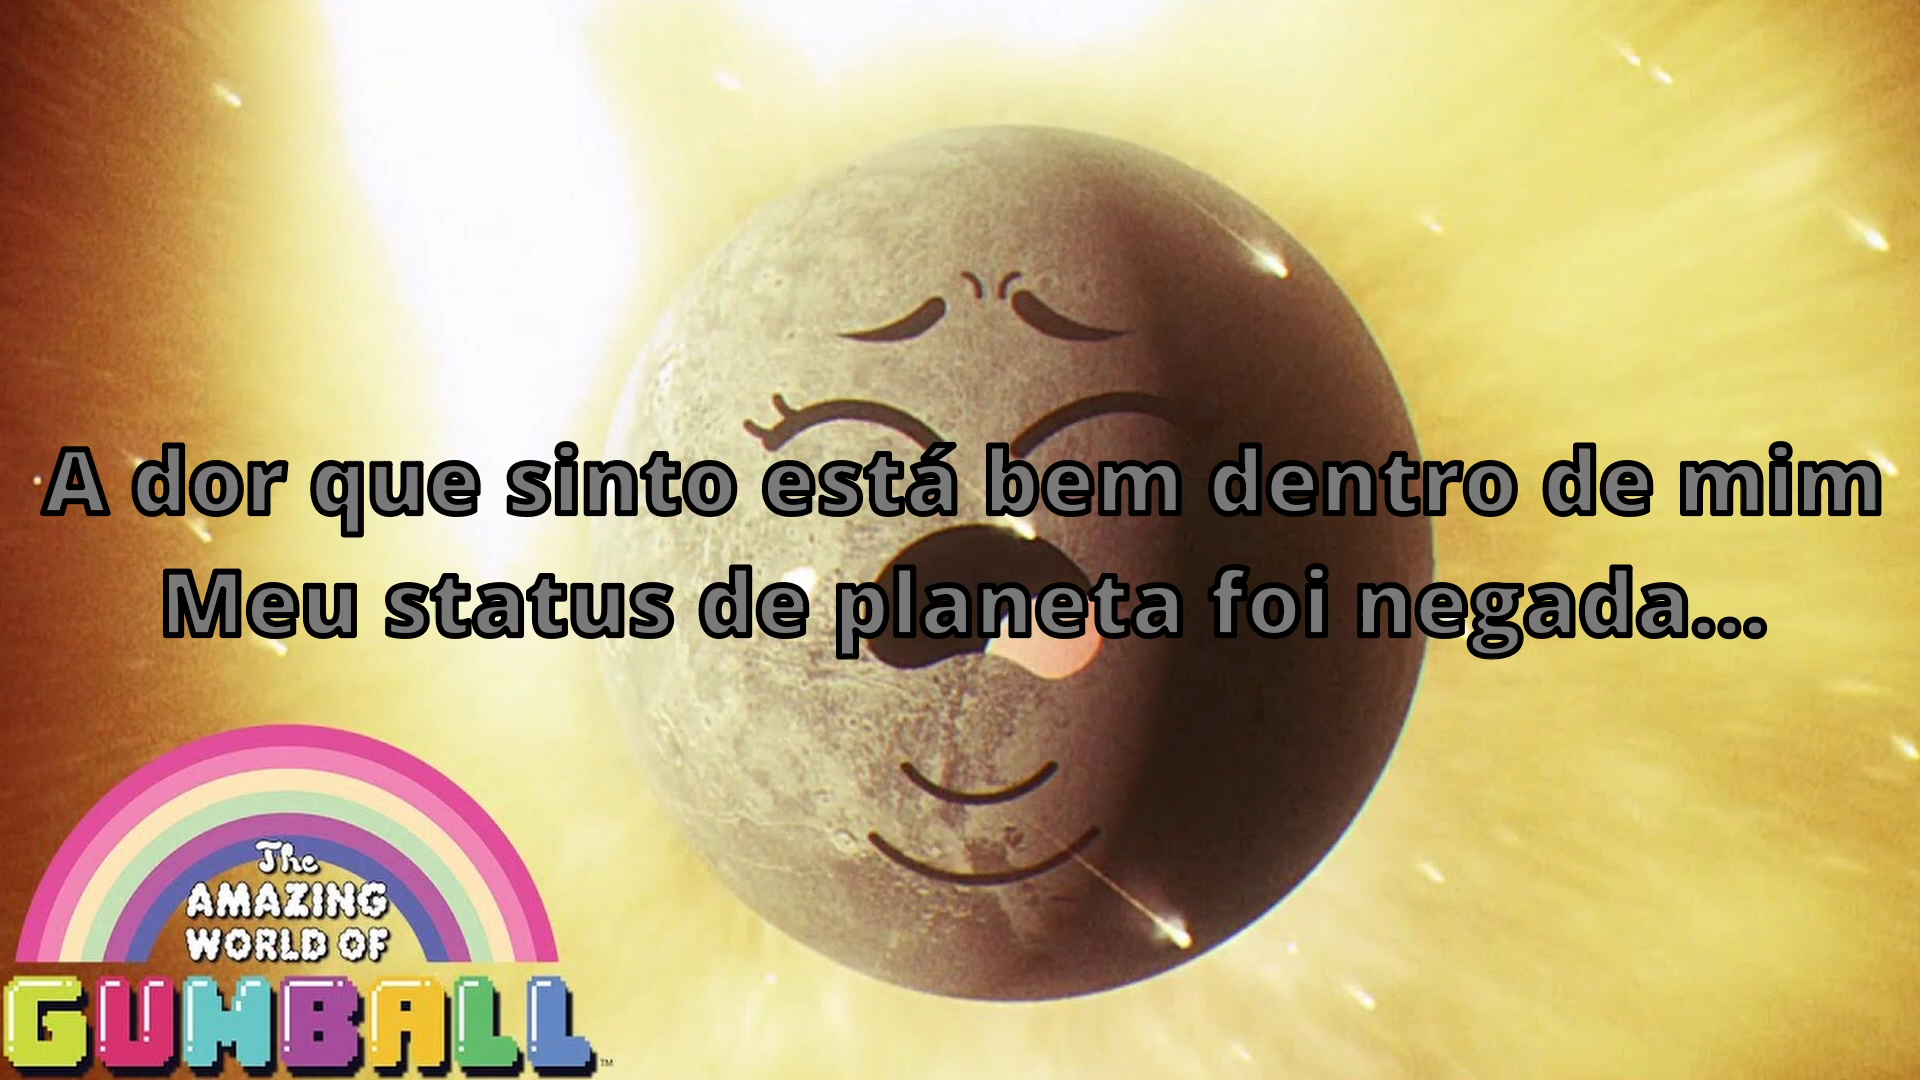 A dor que sinto está bem dentro de mim
Meu status de planeta foi negada...
The
AMAZING
WORLD OF
GUMBALL
TM